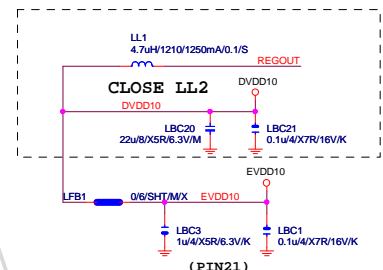 LL1
4.7uH/1210/1250mA/0.1/S
REGOUT
CLOSE LL2
DVDD10
DVDD10
LBC20
22u/8/X5R/6.3V/M
LBC21
0.1u/4/X7R/16V/K
EVDD10
LFB1
0/6/SHT/M/X
EVDD10
LBC3
1u/4/X5R/6.3V/K
LBC1
0.1u/4/X7R/16V/K
(PIN21)